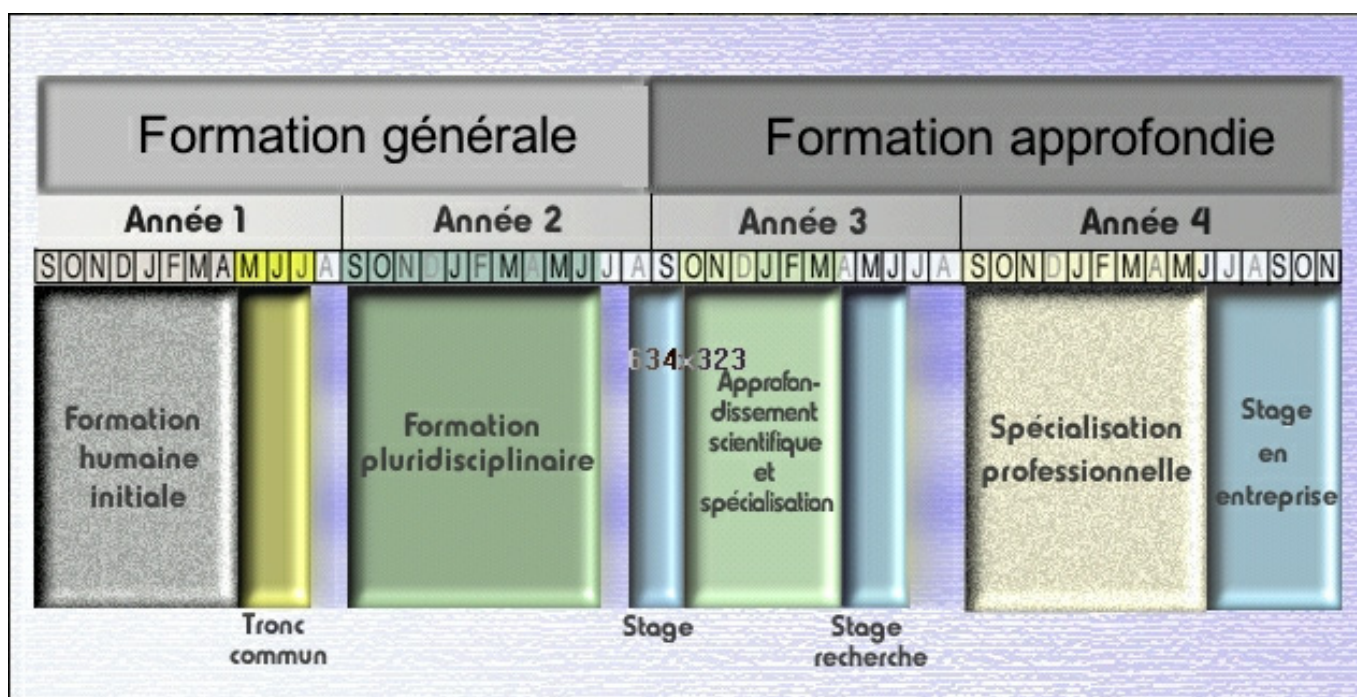 Formation générale
Formation approfondie
Année 1
Année 2
Année 3
Année 4
S O N D J F M A M J J A S O N D J F M A M J J A S O N D J F M A M J J A S O N D J F M A M J J A S O N
634x323
Formation
humaine
initiale
Formation
pluridisciplinaire
Approfon-
dissement
scientifique
et
spécialisation
Spécialisation
professionnelle
Stage
en
entreprise
Tronc
commun
Stage
Stage
recherche